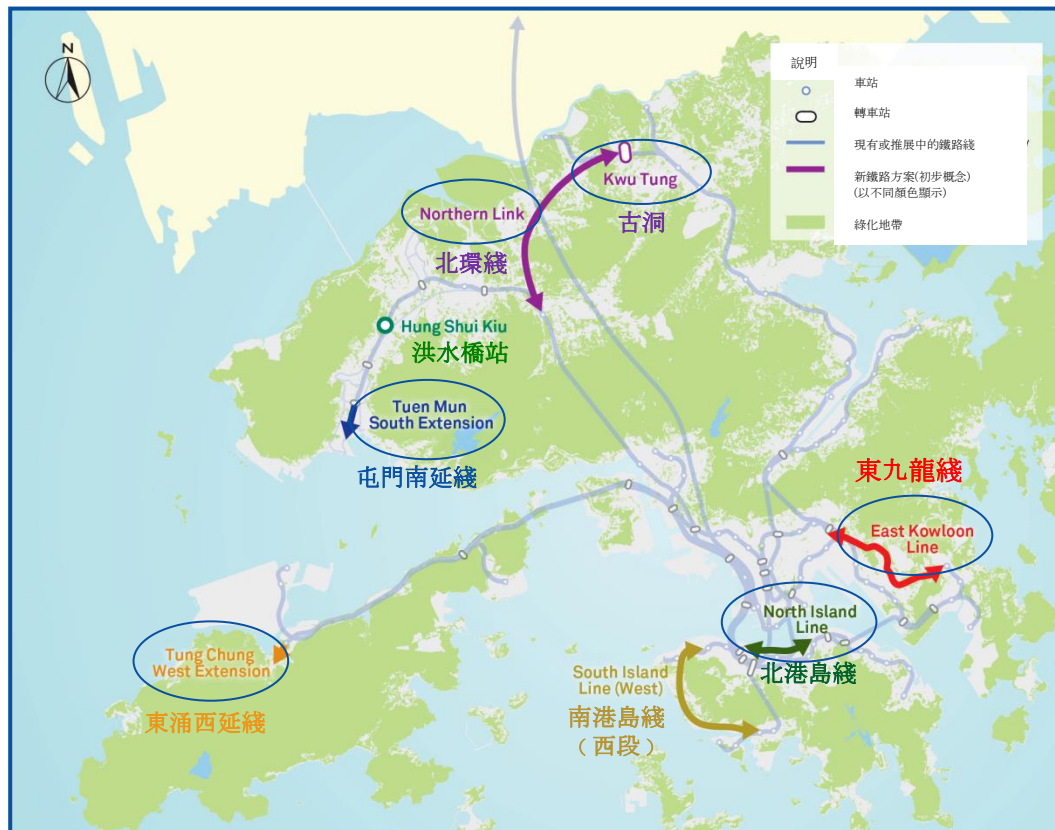 N
說明
車站
轉車站
現有或推展中的鐵路綫
新鐵路方案(初步概念)
(以不同顏色顯示)
綠化地帶
Kwu Tung
古洞
Northern Link
北環綫
Hung Shui Kiu
洪水橋站
Tuen Mun
South Extension
屯門南延綫
東九龍綫
East Kowloon
Line
North Island
Line
北港島綫
Tung Chung
West Extension
東涌西延綫
South Island
Line (West)
南港島綫
（西段）